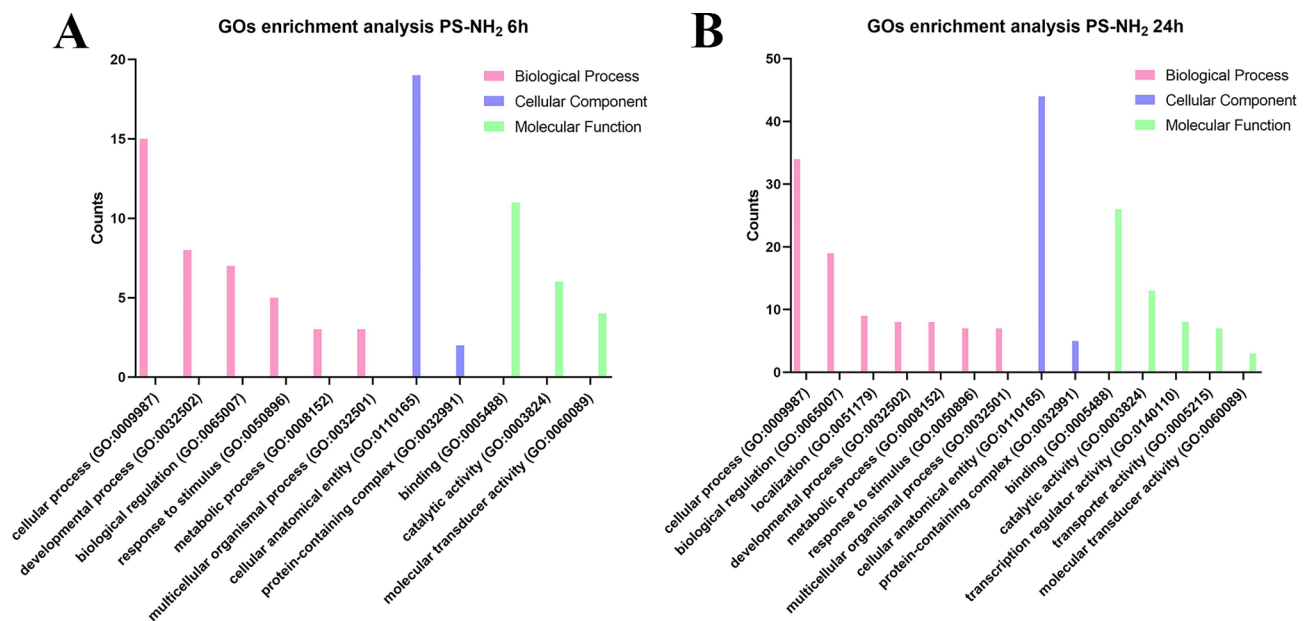 A
GOs enrichment analysis PS-NH₂ 6h
20
15
10
5
0
Counts
Biological Process
Cellular Component
Molecular Function
cellular process (GO:0009987)
developmental process (GO:0032502)
biological regulation (GO:0065007)
response to stimulus (GO:0050896)
metabolic process (GO:0008152)
multicellular organismal process (GO:0032501)
cellular anatomical entity (GO:0110165)
protein-containing complex (GO:0032991)
binding (GO:0005488)
catalytic activity (GO:0003824)
molecular transducer activity (GO:0060089)
B
GOs enrichment analysis PS-NH₂ 24h
50
40
30
20
10
0
Counts
Biological Process
Cellular Component
Molecular Function
cellular process (GO:0009987)
biological regulation (GO:0065007)
localization (GO:0051179)
developmental process (GO:0032502)
metabolic process (GO:0008152)
response to stimulus (GO:0050896)
multicellular organismal process (GO:0032501)
cellular anatomical entity (GO:0110165)
protein-containing complex (GO:0032991)
binding (GO:0005488)
catalytic activity (GO:0003824)
transcription regulator activity (GO:0140110)
transporter activity (GO:0005215)
molecular transducer activity (GO:0060089)